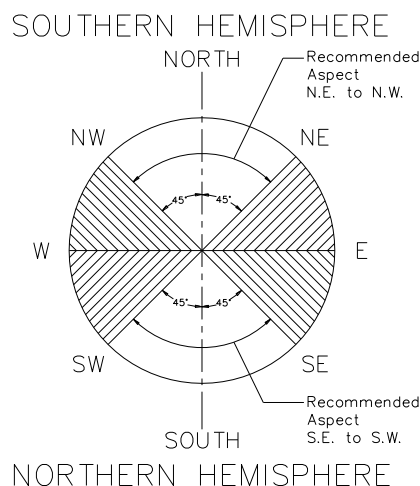 SOUTHERN HEMISPHERE
NORTH
Recommended
Aspect
N.E. to N.W.
NW
NE
45° 45°
W
E
45° 45°
SW
SE
Recommended
Aspect
S.E. to S.W.
SOUTH
NORTHERN HEMISPHERE